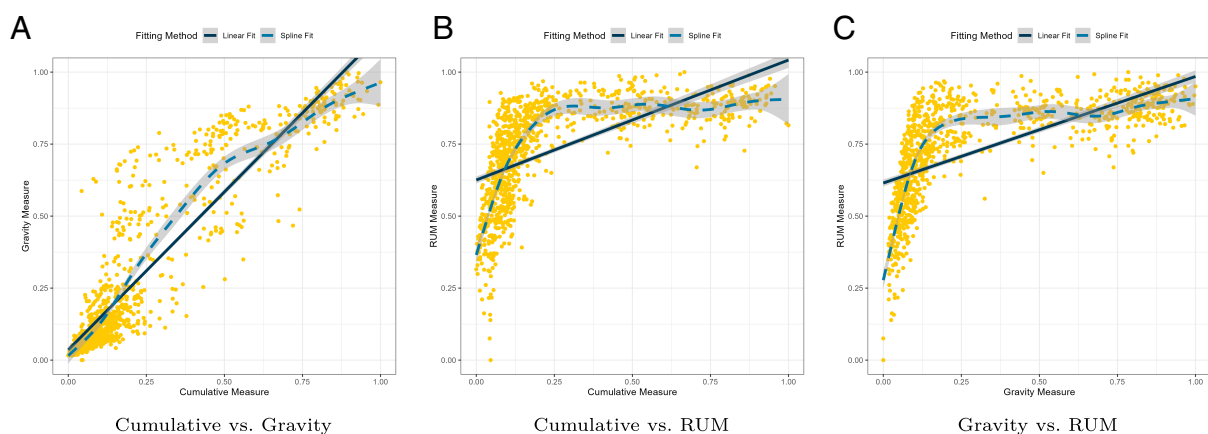 A
Fitting Method Linear Fit Spline Fit
1.00
0.75
0.50
0.25
0.00
Gravity Measure
0.00 0.25 0.50 0.75 1.00
Cumulative Measure
Cumulative vs. Gravity
B
Fitting Method Linear Fit Spline Fit
1.00
0.75
0.50
0.25
0.00
RUM Measure
0.00 0.25 0.50 0.75 1.00
Cumulative Measure
Cumulative vs. RUM
C
Fitting Method Linear Fit Spline Fit
1.00
0.75
0.50
0.25
0.00
RUM Measure
0.00 0.25 0.50 0.75 1.00
Gravity Measure
Gravity vs. RUM